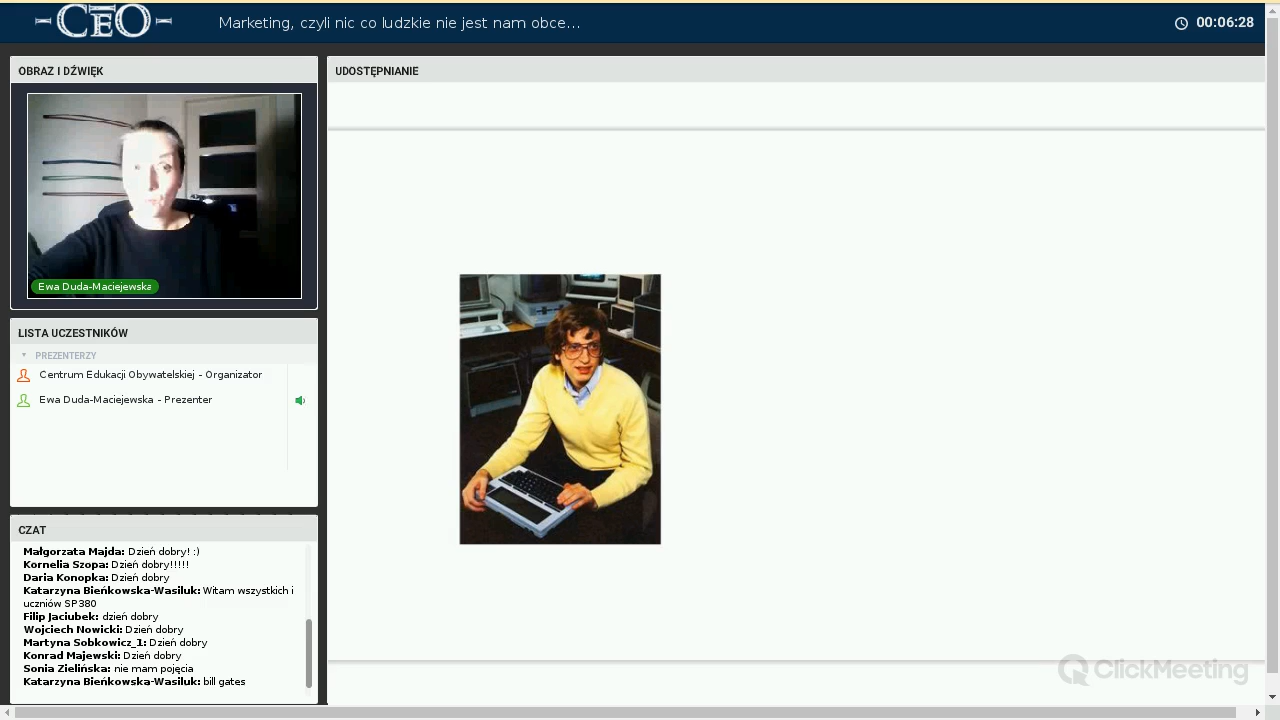 CEO
Marketing, czyli nic co ludzkie nie jest nam obce...
00:06:28
OBRAZ I DŹWIĘK
UDOSTĘPNIANIE
Ewa Duda-Maciejewska
LISTA UCZESTNIKÓW
PREZENTERZY
Centrum Edukacji Obywatelskiej - Organizator
Ewa Duda-Maciejewska - Prezenter
CZAT
Małgorzata Majda: Dzień dobry! :)
Kornelia Szopa: Dzień dobry!!!!!
Daria Konopka: Dzień dobry
Katarzyna Bieńkowska-Wasiluk: Witam wszystkich i
uczniów SP380
Filip Jaciubek: dzień dobry
Wojciech Nowicki: Dzień dobry
Martyna Sobkowicz_1: Dzień dobry
Konrad Majewski: Dzień dobry
Sonia Zielińska: nie mam pojęcia
Katarzyna Bieńkowska-Wasiluk: bill gates
ClickMeeting